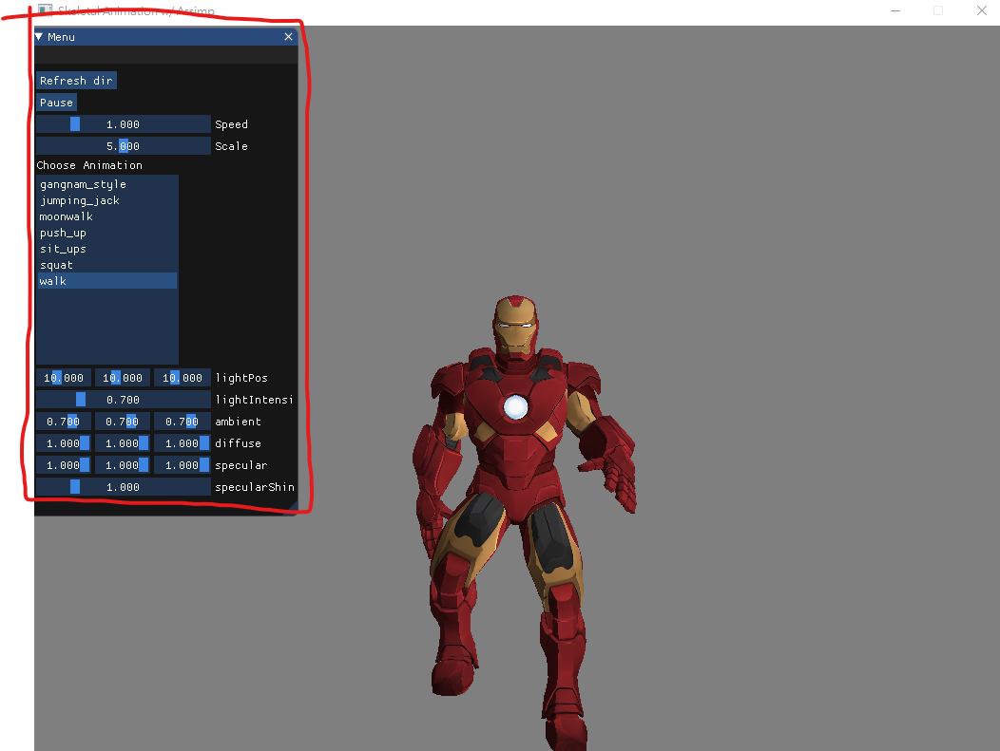 Skeletal Animation w/ Assimp
Menu
Refresh dir
Pause
1.000 Speed
5.000 Scale
Choose Animation
gangnam_style
jumping_jack
moonwalk
push_up
sit_ups
squat
walk
10.000 10.000 10.000 lightPos
0.700 lightIntensi
0.700 0.700 0.700 ambient
1.000 1.000 1.000 diffuse
1.000 1.000 1.000 specular
1.000 specularShin